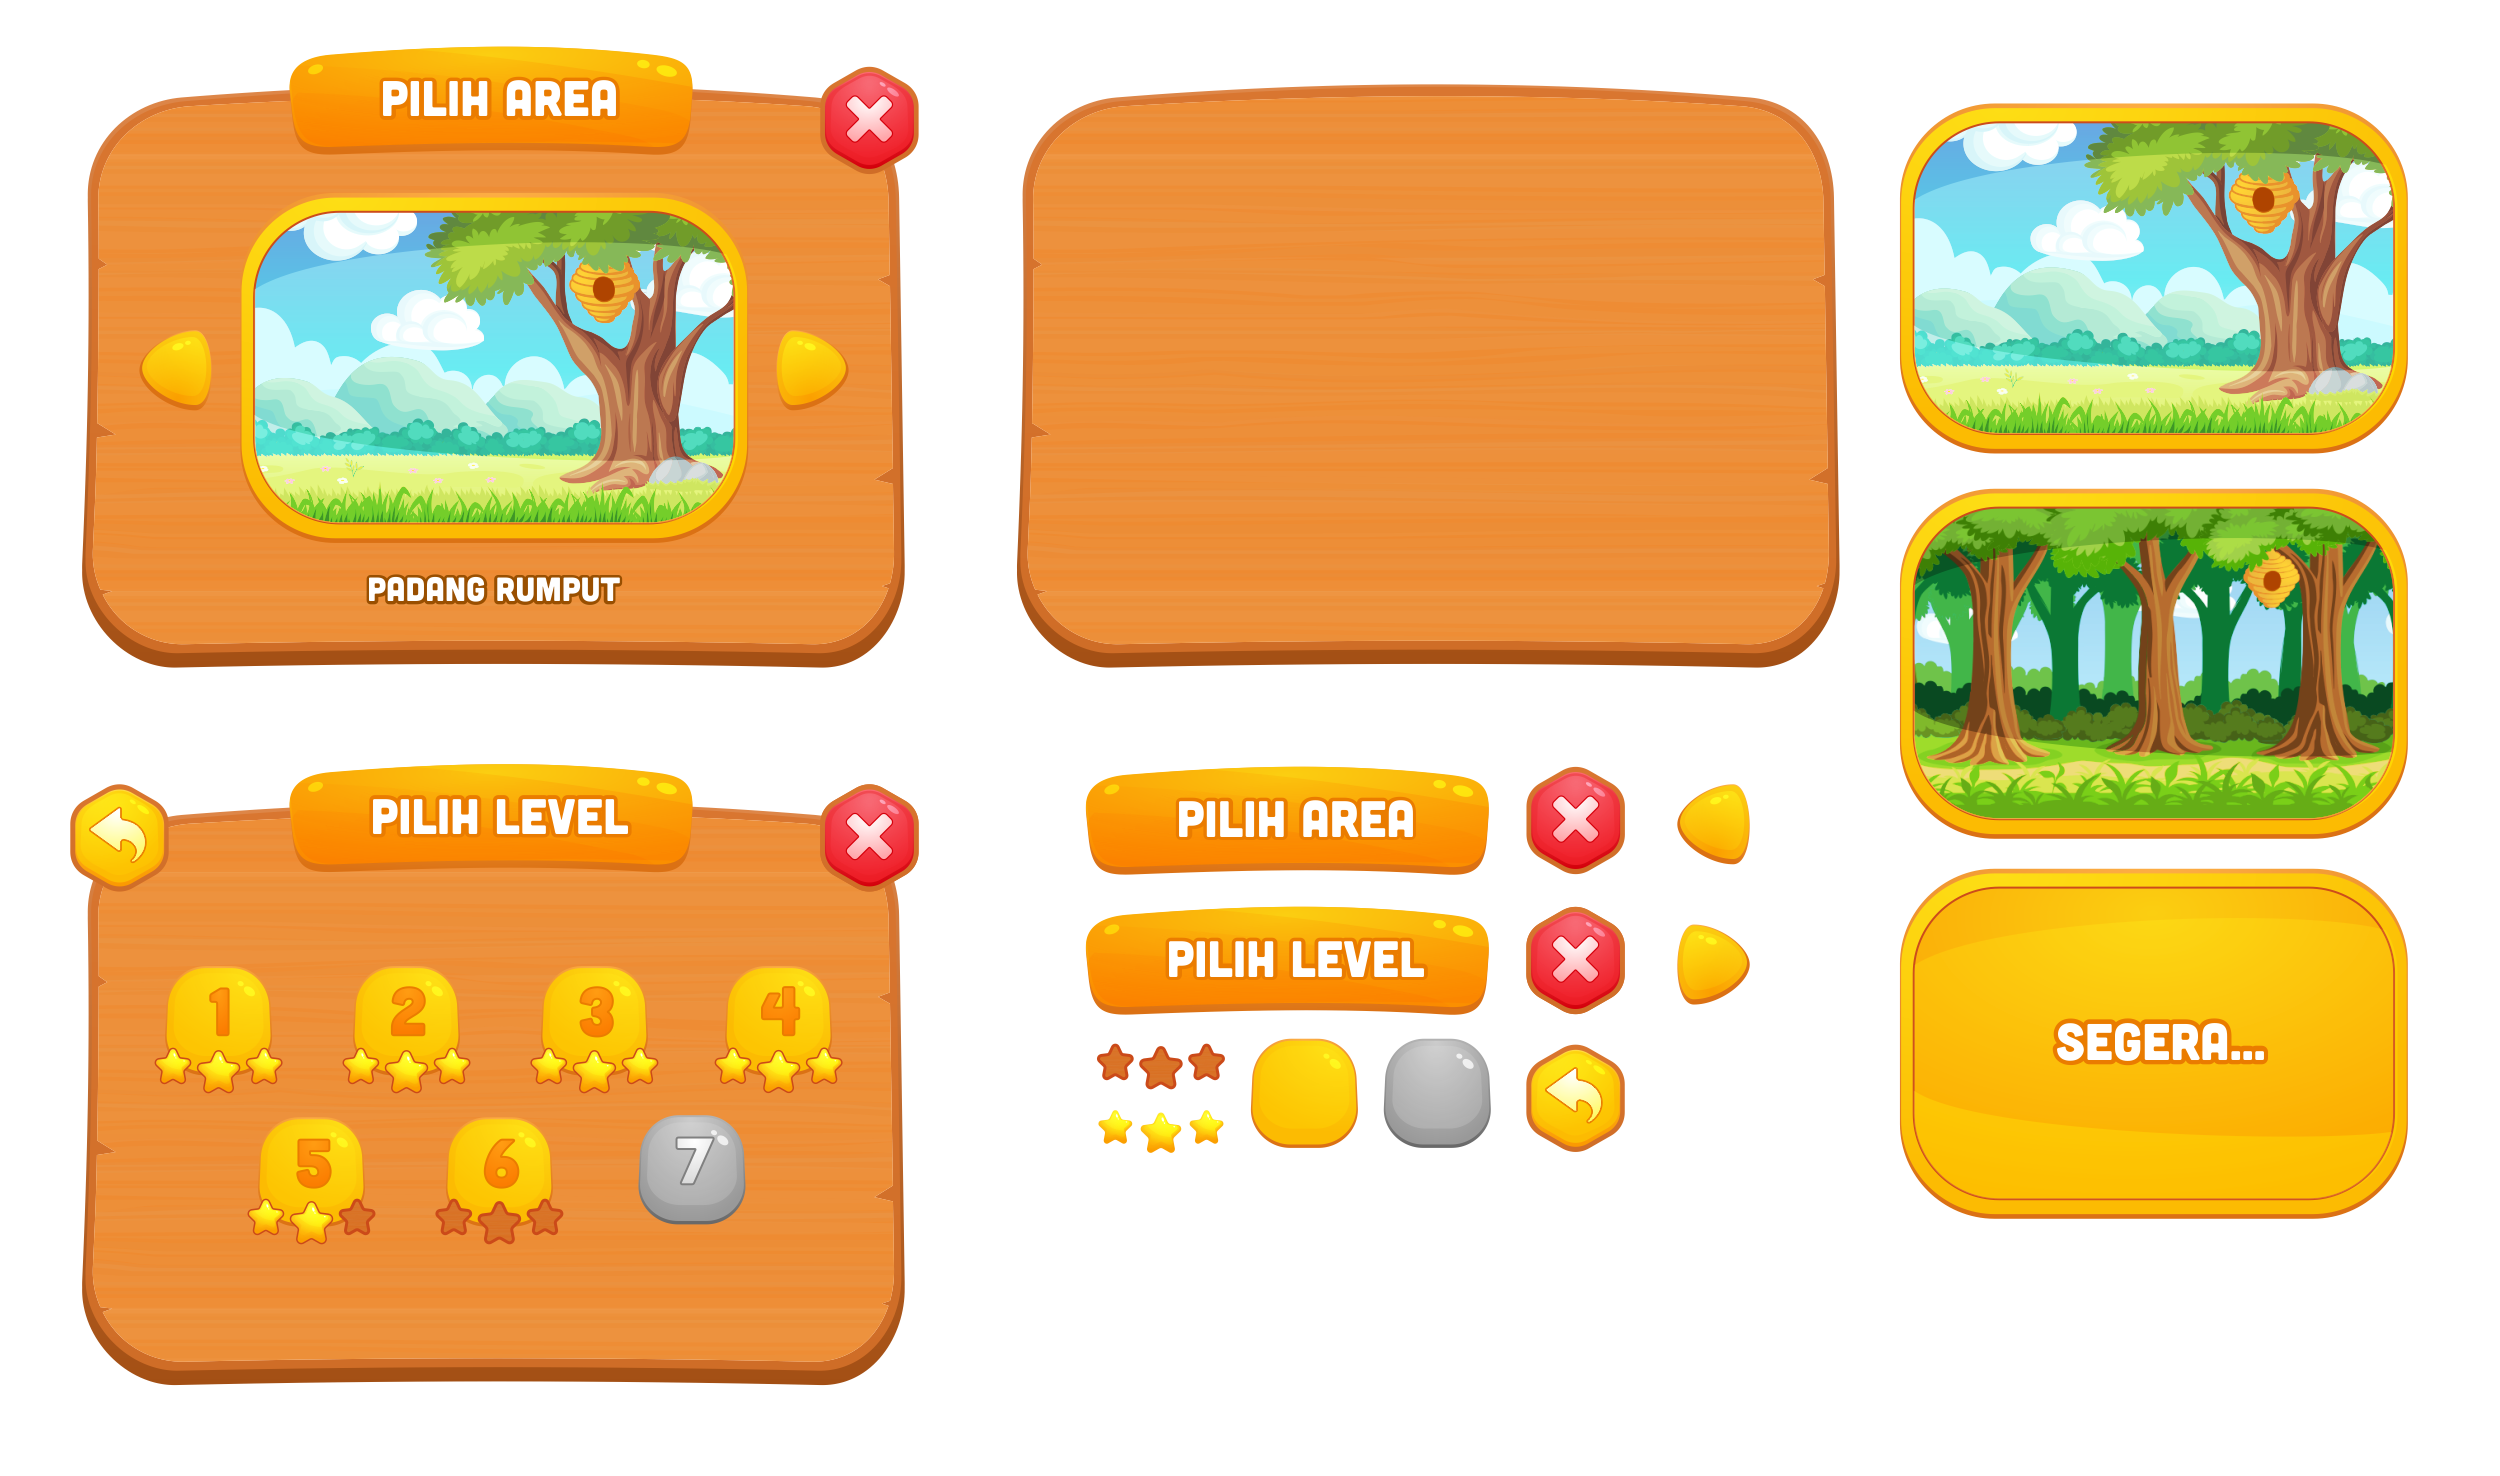 PILIH AREA
PADANG RUMPUT
PILIH LEVEL
1 2 3 4
5 6 7
PILIH AREA
PILIH LEVEL
SEGERA...